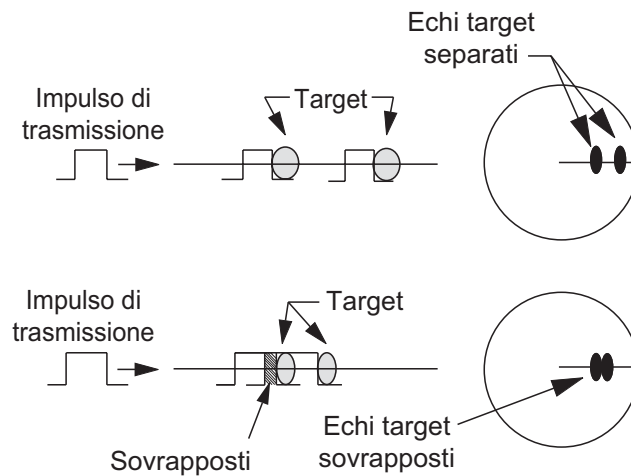 Echi target
separati
Impulso di
trasmissione
Target
Impulso di
trasmissione
Target
Sovrapposti
Echi target
sovrapposti